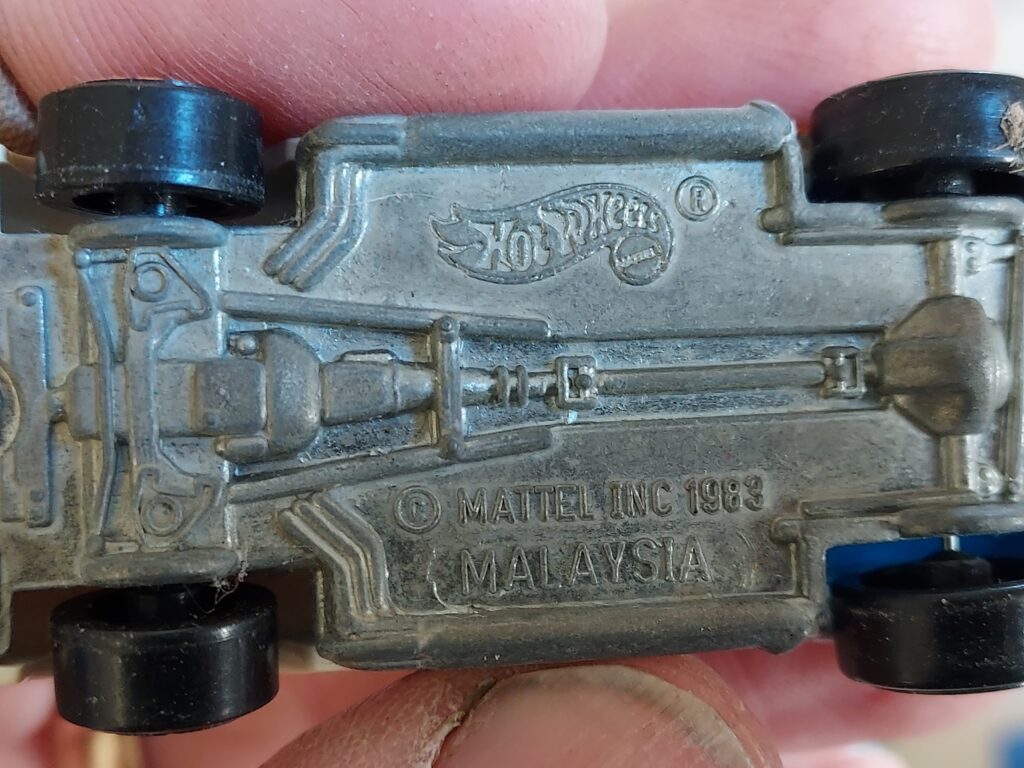 Hot Wheels ®
© MATTEL INC 1983
MALAYSIA